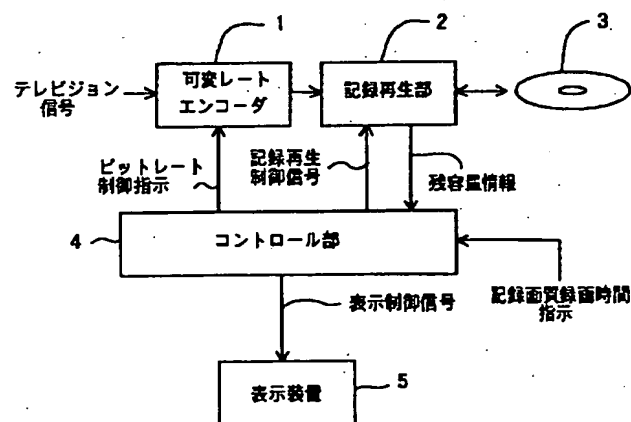 1
2
3
テレビジョン
信号
可変レート
エンコーダ
記録再生部
ビットレート
制御指示
記録再生
制御信号
残容量情報
4
コントロール部
記録画質録画時間
指示
表示制御信号
表示装置
5